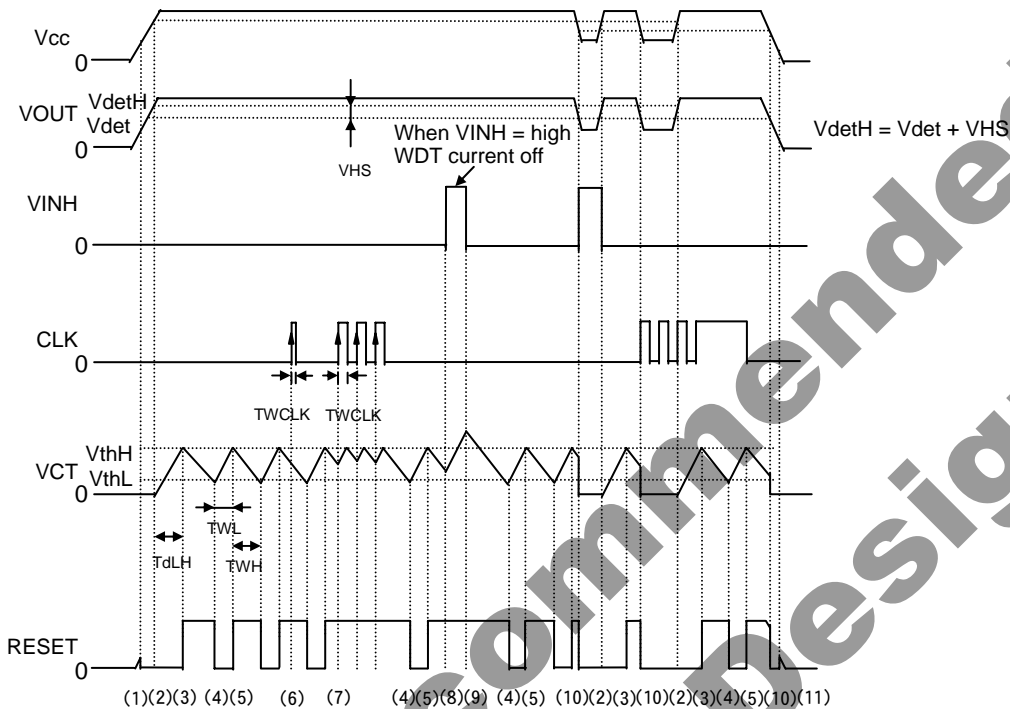 Vcc
0
VOUT
VdetH
Vdet
0
VHS
When VINH = high
WDT current off
VdetH = Vdet + VHS
VINH
0
CLK
0
TWCLK TWCLK
VthH
VCT
VthL
0
TWL
TdLH
TWH
RESET
0
(1)(2)(3) (4)(5) (6) (7) (4)(5)(8)(9) (4)(5) (10)(2)(3)(10)(2)(3)(4)(5)(10)(11)
commende
Design